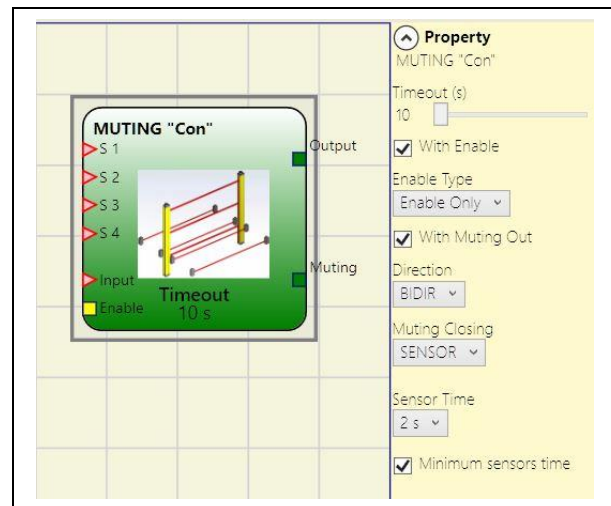 MUTING "Con"
S 1
S 2
S 3
S 4
Input
Enable
Output
Muting
Timeout
10 s
Property
MUTING "Con"
Timeout (s)
10
With Enable
Enable Type
Enable Only
With Muting Out
Direction
BIDIR
Muting Closing
SENSOR
Sensor Time
2 s
Minimum sensors time